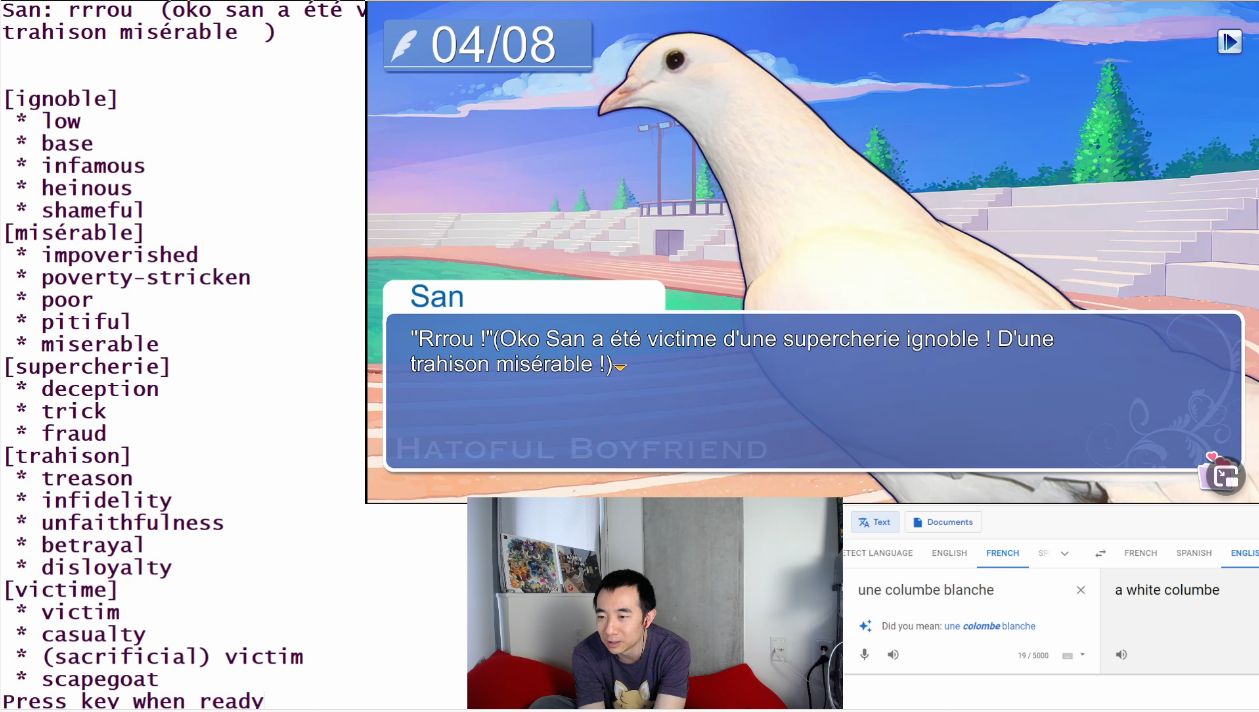 San: rrrou (oko san a été v
trahison misérable )
[ignoble]
* low
* base
* infamous
* heinous
* shameful
[misérable]
* impoverished
* poverty-stricken
* poor
* pitiful
* miserable
[supercherie]
* deception
* trick
* fraud
[trahison]
* treason
* infidelity
* unfaithfulness
* betrayal
* disloyalty
[victime]
* victim
* casualty
* (sacrificial) victim
* scapegoat
Press key when ready
04/08
San
"Rrrou !"(Oko San a été victime d'une supercherie ignoble ! D'une
trahison misérable !)
HATOFUL BOYFRIEND
Text Documents
ETECT LANGUAGE ENGLISH FRENCH SP FRENCH SPANISH ENGLIS
une columbe blanche
a white columbe
Did you mean: une colombe blanche
19 / 5000